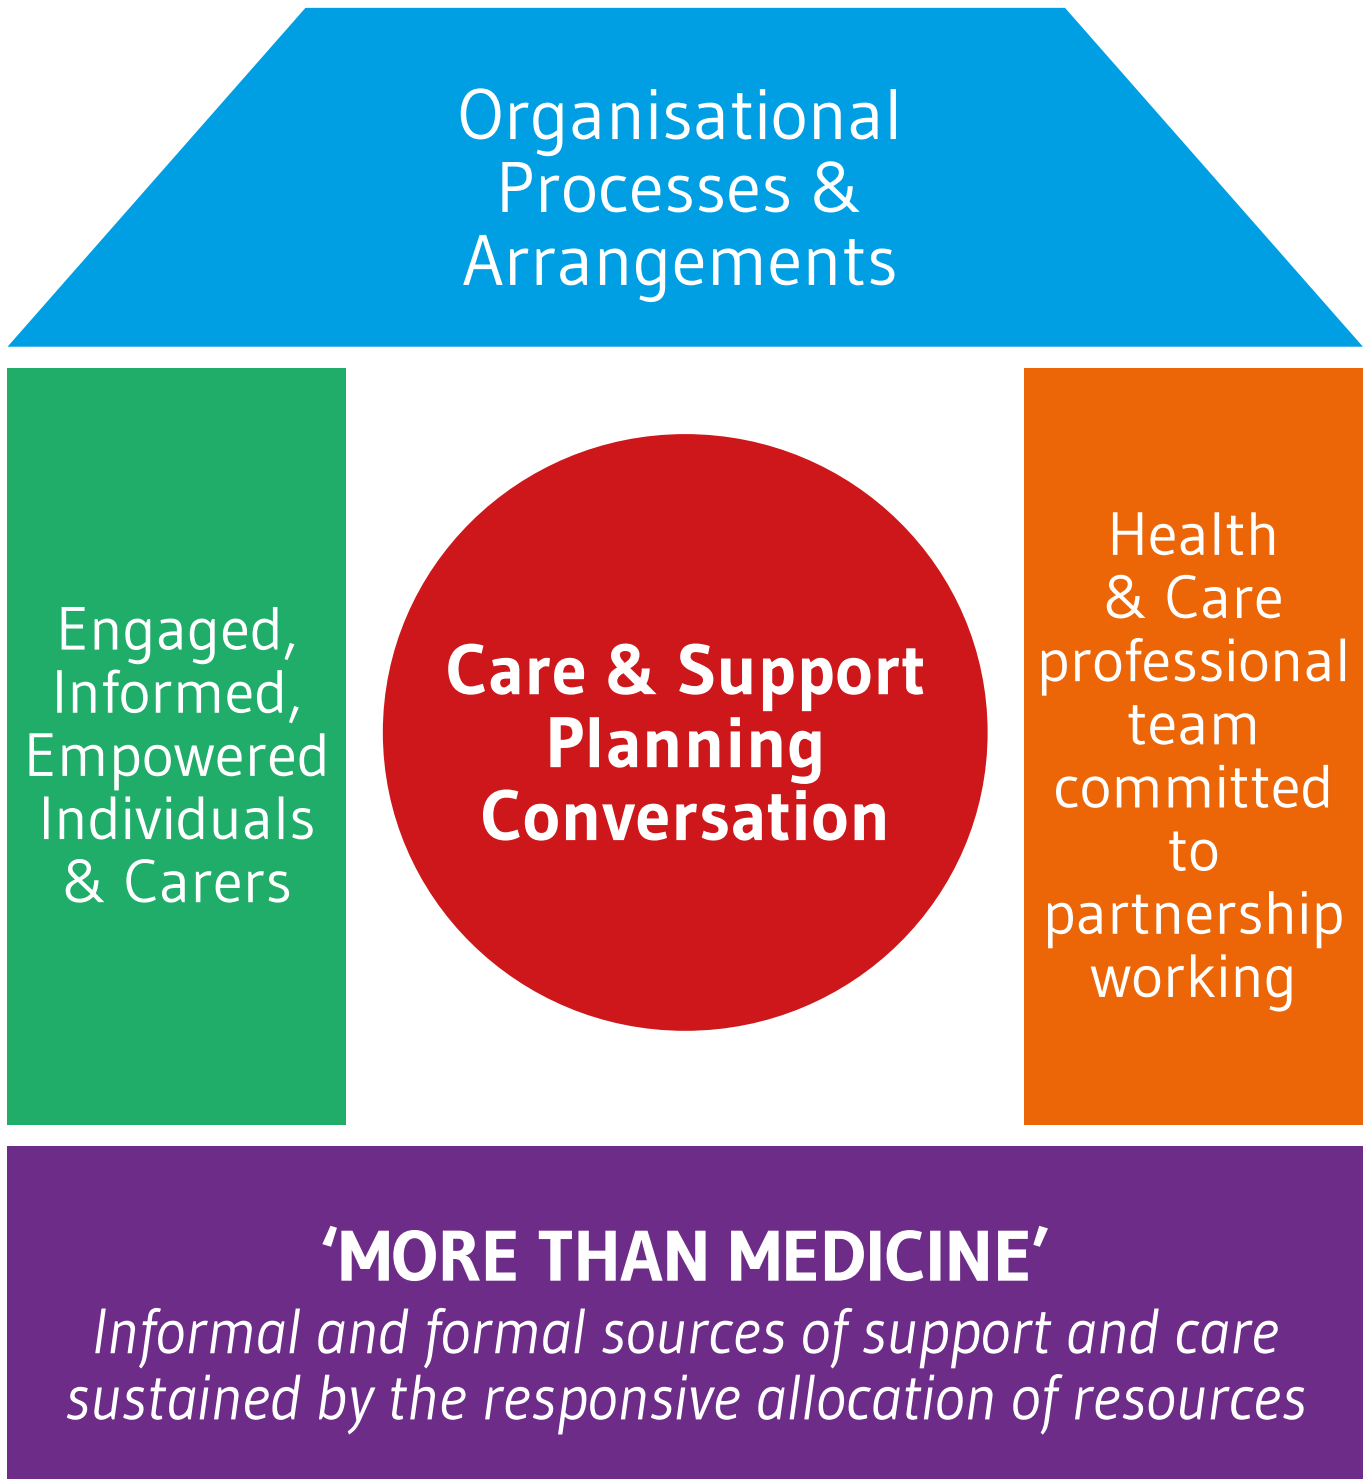 Organisational
Processes &
Arrangements
Engaged,
Informed,
Empowered
Individuals
& Carers
Care & Support
Planning
Conversation
Health
& Care
professional
team
committed
to
partnership
working
‘MORE THAN MEDICINE’
Informal and formal sources of support and care
sustained by the responsive allocation of resources